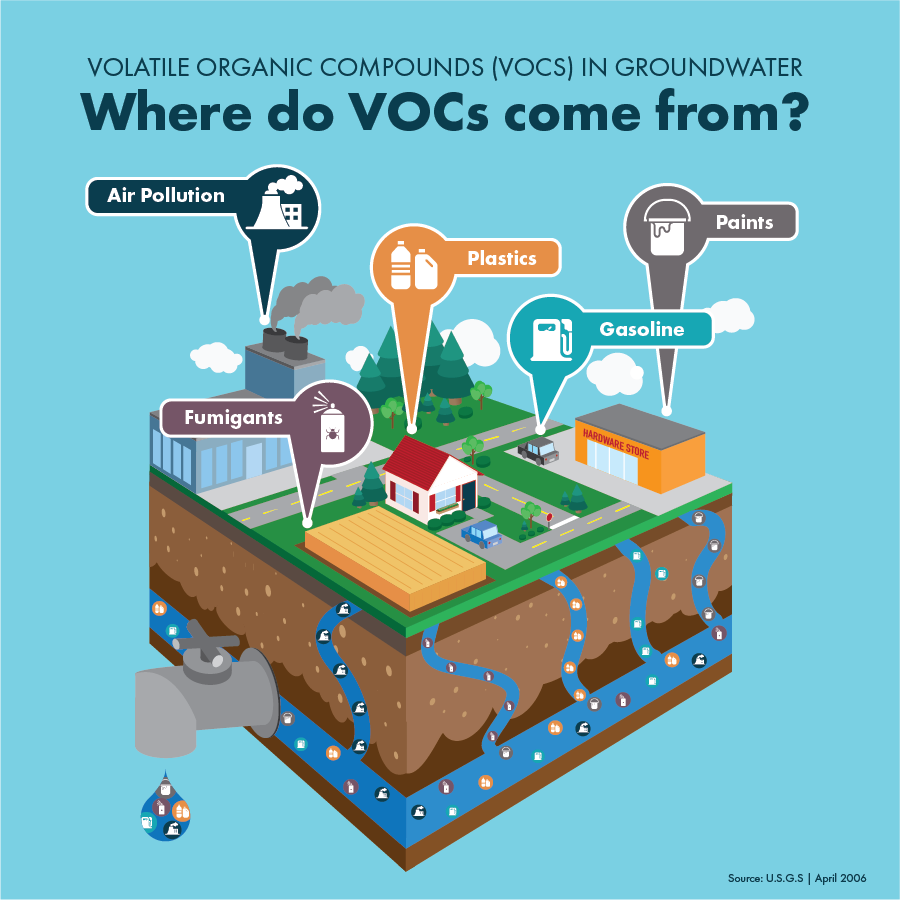 VOLATILE ORGANIC COMPOUNDS (VOCS) IN GROUNDWATER
Where do VOCs come from?
Air Pollution
Paints
Plastics
Gasoline
Fumigants
HARDWARE STORE
Source: U.S.G.S | April 2006